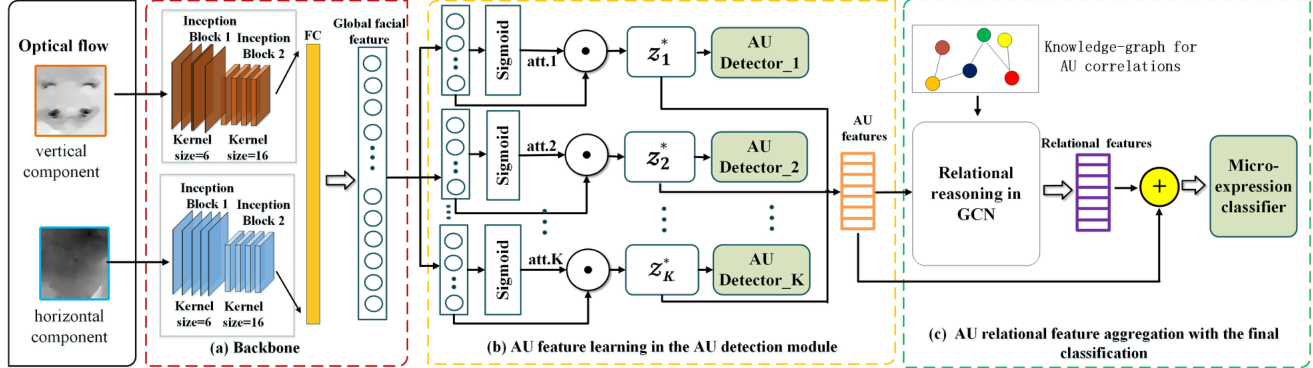 Optical flow
vertical
component
horizontal
component
Inception
Block 1
Inception
Block 2
Kernel
size=6
Kernel
size=16
Inception
Block 1
Inception
Block 2
Kernel
size=6
Kernel
size=16
FC
Global facial
feature
(a) Backbone
Sigmoid
att.1
z₁*
AU
Detector_1
Sigmoid
att.2
z₂*
AU
Detector_2
Sigmoid
att.K
z_K*
AU
Detector_K
AU
features
(b) AU feature learning in the AU detection module
Knowledge-graph for
AU correlations
Relational
reasoning in
GCN
Relational features
+
Micro-
expression
classifier
(c) AU relational feature aggregation with the final
classification